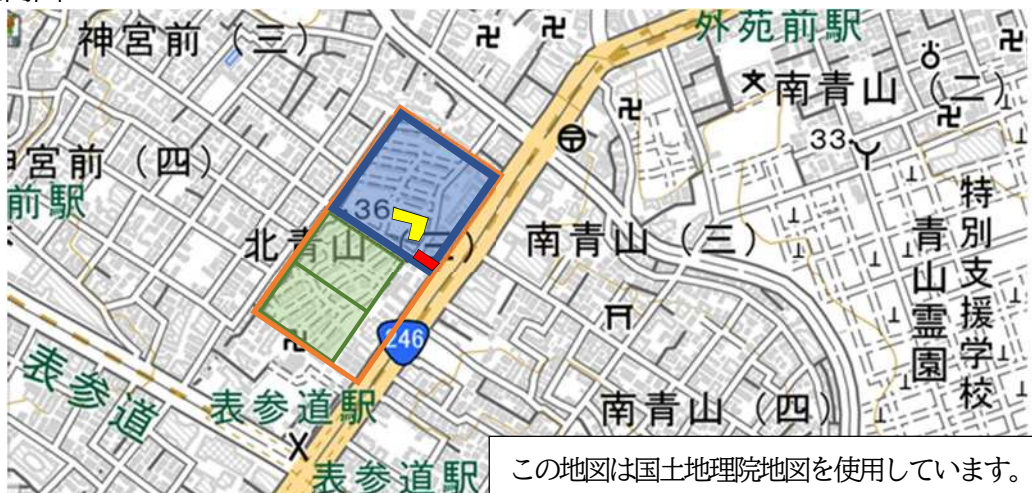 神宮前(三)
外苑前駅
南青山(二)
33
宮前(四)
前駅
36
特別支援学校
青山霊園
北青山(三)
南青山(三)
246
表参道
表参道駅
南青山(四)
表参道駅
この地図は国土地理院地図を使用しています。